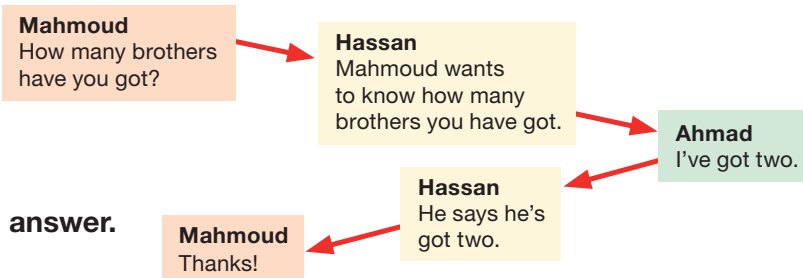 Mahmoud
How many brothers
have you got?
Hassan
Mahmoud wants
to know how many
brothers you have got.
Ahmad
I've got two.
Hassan
He says he's
got two.
answer.
Mahmoud
Thanks!